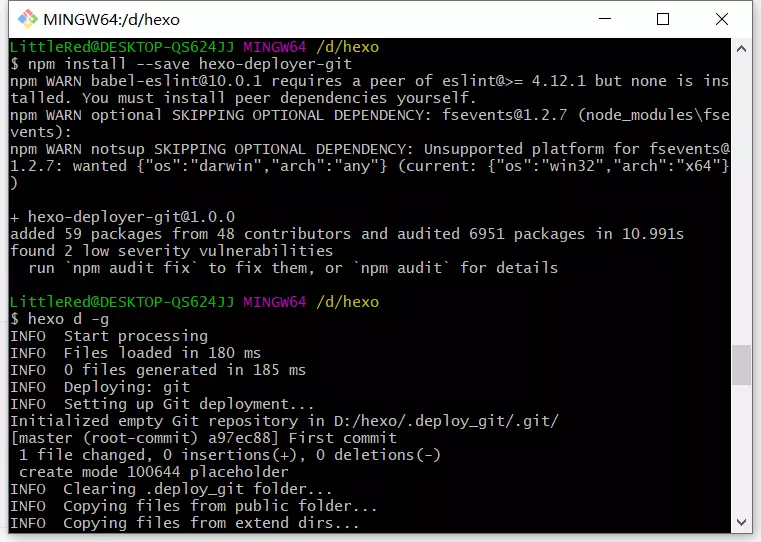 MINGW64:/d/hexo
LittleRed@DESKTOP-QS624JJ MINGW64 /d/hexo
$ npm install --save hexo-deployer-git
npm WARN babel-eslint@10.0.1 requires a peer of eslint@>= 4.12.1 but none is ins
talled. You must install peer dependencies yourself.
npm WARN optional SKIPPING OPTIONAL DEPENDENCY: fsevents@1.2.7 (node_modules\fse
vents):
npm WARN notsup SKIPPING OPTIONAL DEPENDENCY: Unsupported platform for fsevents@
1.2.7: wanted {"os":"darwin","arch":"any"} (current: {"os":"win32","arch":"x64"}
)
+ hexo-deployer-git@1.0.0
added 59 packages from 48 contributors and audited 6951 packages in 10.991s
found 2 low severity vulnerabilities
  run `npm audit fix` to fix them, or `npm audit` for details
LittleRed@DESKTOP-QS624JJ MINGW64 /d/hexo
$ hexo d -g
INFO  Start processing
INFO  Files loaded in 180 ms
INFO  0 files generated in 185 ms
INFO  Deploying: git
INFO  Setting up Git deployment...
Initialized empty Git repository in D:/hexo/.deploy_git/.git/
[master (root-commit) a97ec88] First commit
 1 file changed, 0 insertions(+), 0 deletions(-)
 create mode 100644 placeholder
INFO  Clearing .deploy_git folder...
INFO  Copying files from public folder...
INFO  Copying files from extend dirs...